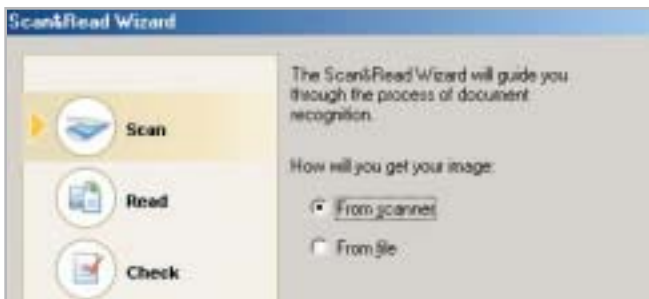 Scan&Read Wizard
Scan
Read
Check
The Scan&Read Wizard will guide you
through the process of document
recognition.
How will you get your image:
From scanner
From file